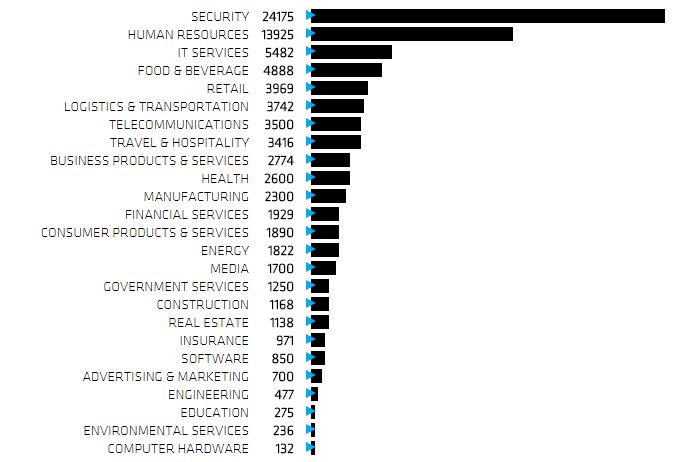 SECURITY 24175
HUMAN RESOURCES 13925
IT SERVICES 5482
FOOD & BEVERAGE 4888
RETAIL 3969
LOGISTICS & TRANSPORTATION 3742
TELECOMMUNICATIONS 3500
TRAVEL & HOSPITALITY 3416
BUSINESS PRODUCTS & SERVICES 2774
HEALTH 2600
MANUFACTURING 2300
FINANCIAL SERVICES 1929
CONSUMER PRODUCTS & SERVICES 1890
ENERGY 1822
MEDIA 1700
GOVERNMENT SERVICES 1250
CONSTRUCTION 1168
REAL ESTATE 1138
INSURANCE 971
SOFTWARE 850
ADVERTISING & MARKETING 700
ENGINEERING 477
EDUCATION 275
ENVIRONMENTAL SERVICES 236
COMPUTER HARDWARE 132